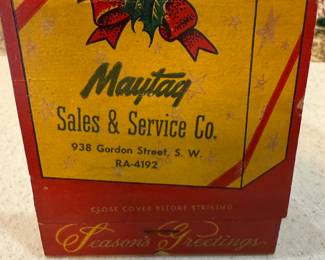 Maytag
Sales & Service Co.
938 Gordon Street, S. W.
RA-4192
CLOSE COVER BEFORE STRIKING
Season's Greetings